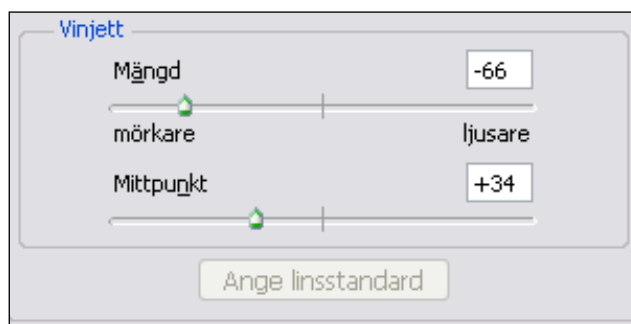 Vinjett
Mängd -66
mörkare ljusare
Mittpunkt +34
Ange linsstandard